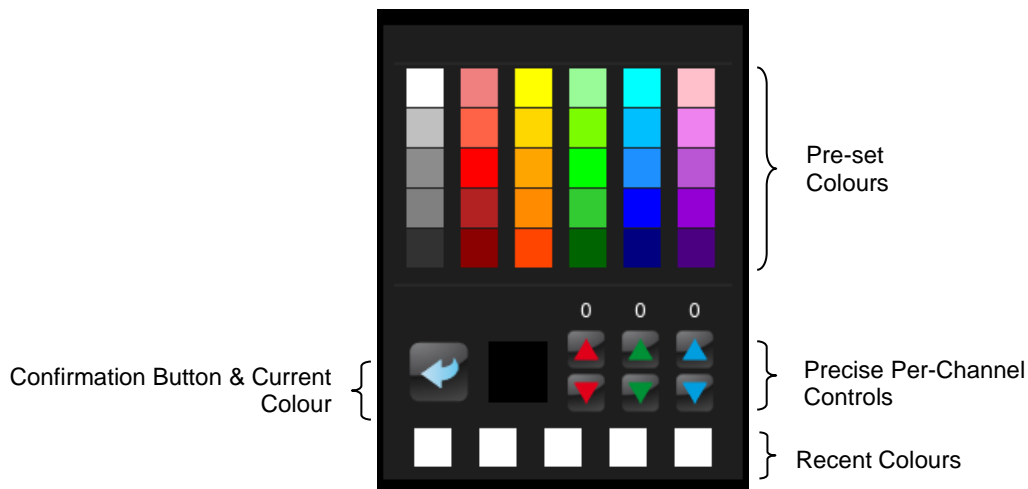 Pre-set
Colours
0 0 0
Confirmation Button & Current
Colour
Precise Per-Channel
Controls
Recent Colours